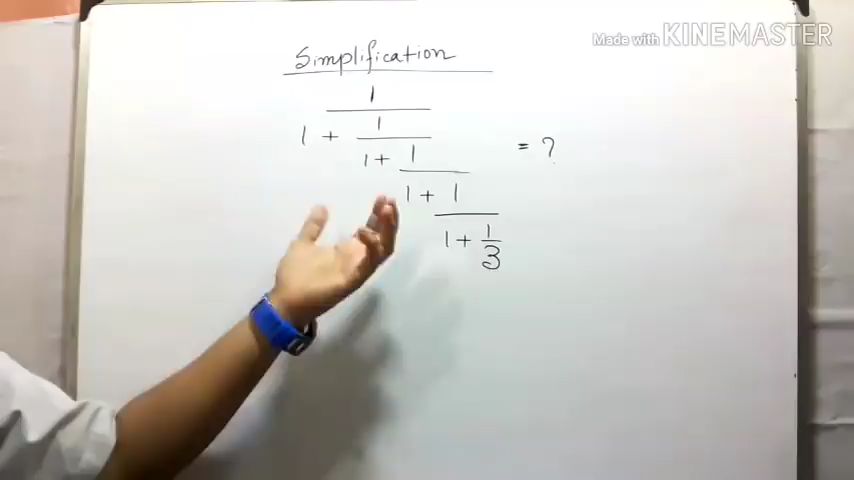 Made with KINEMASTER
Simplification
1
1 + 1
1 + 1 = ?
1 + 1
1 + 1
3